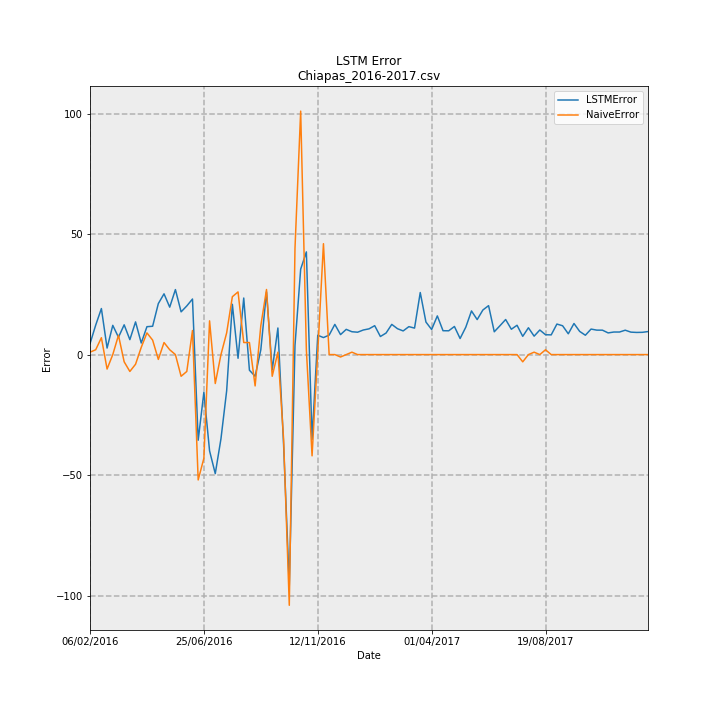 LSTM Error
Chiapas_2016-2017.csv
LSTMError
NaiveError
100
50
0
−50
−100
Error
06/02/2016
25/06/2016
12/11/2016
01/04/2017
19/08/2017
Date